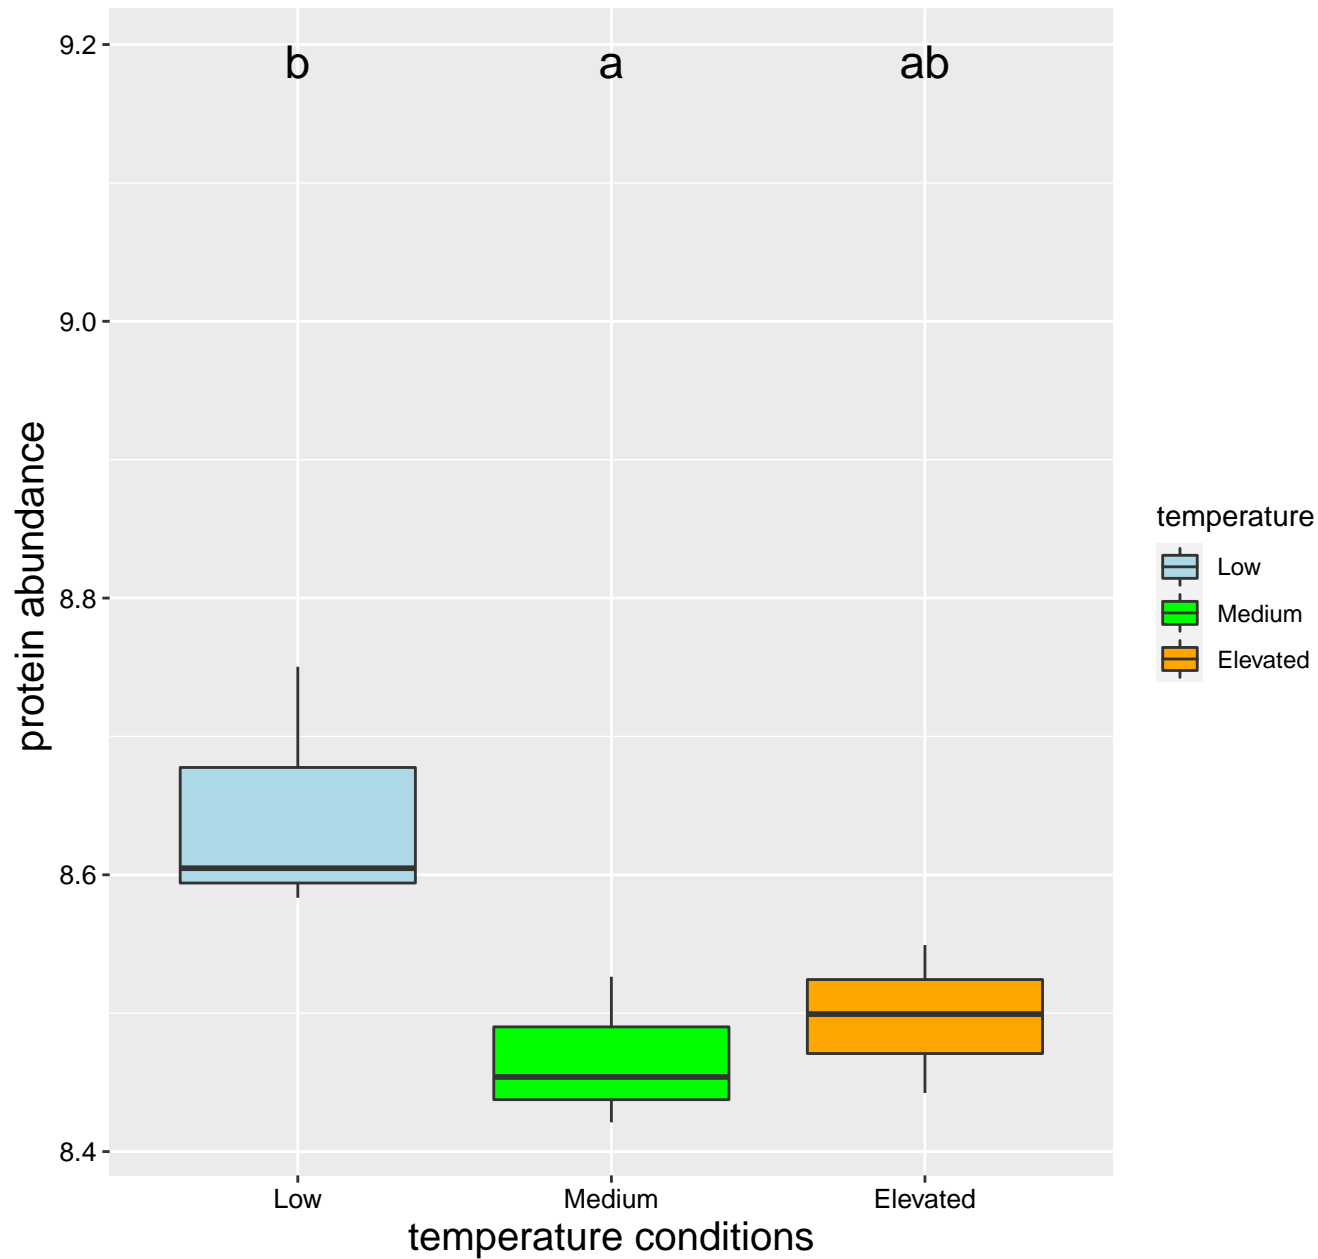 b a ab
9.2
9.0
8.8
8.6
8.4
protein abundance
Low Medium Elevated
temperature conditions
temperature
Low
Medium
Elevated